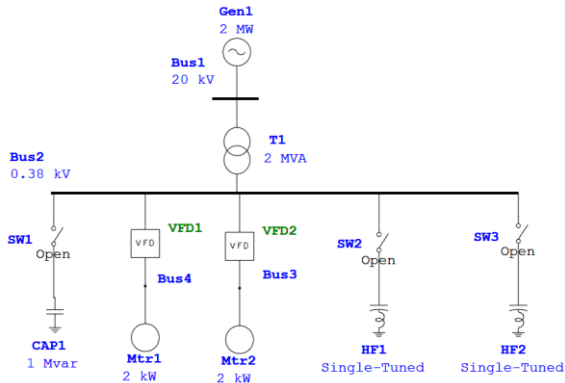 Gen1
2 MW
Bus1
20 kV
T1
2 MVA
Bus2
0.38 kV
SW1
Open
VFD
VFD1
VFD
VFD2
SW2
Open
SW3
Open
Bus4
Bus3
CAP1
1 Mvar
Mtr1
2 kW
Mtr2
2 kW
HF1
Single-Tuned
HF2
Single-Tuned